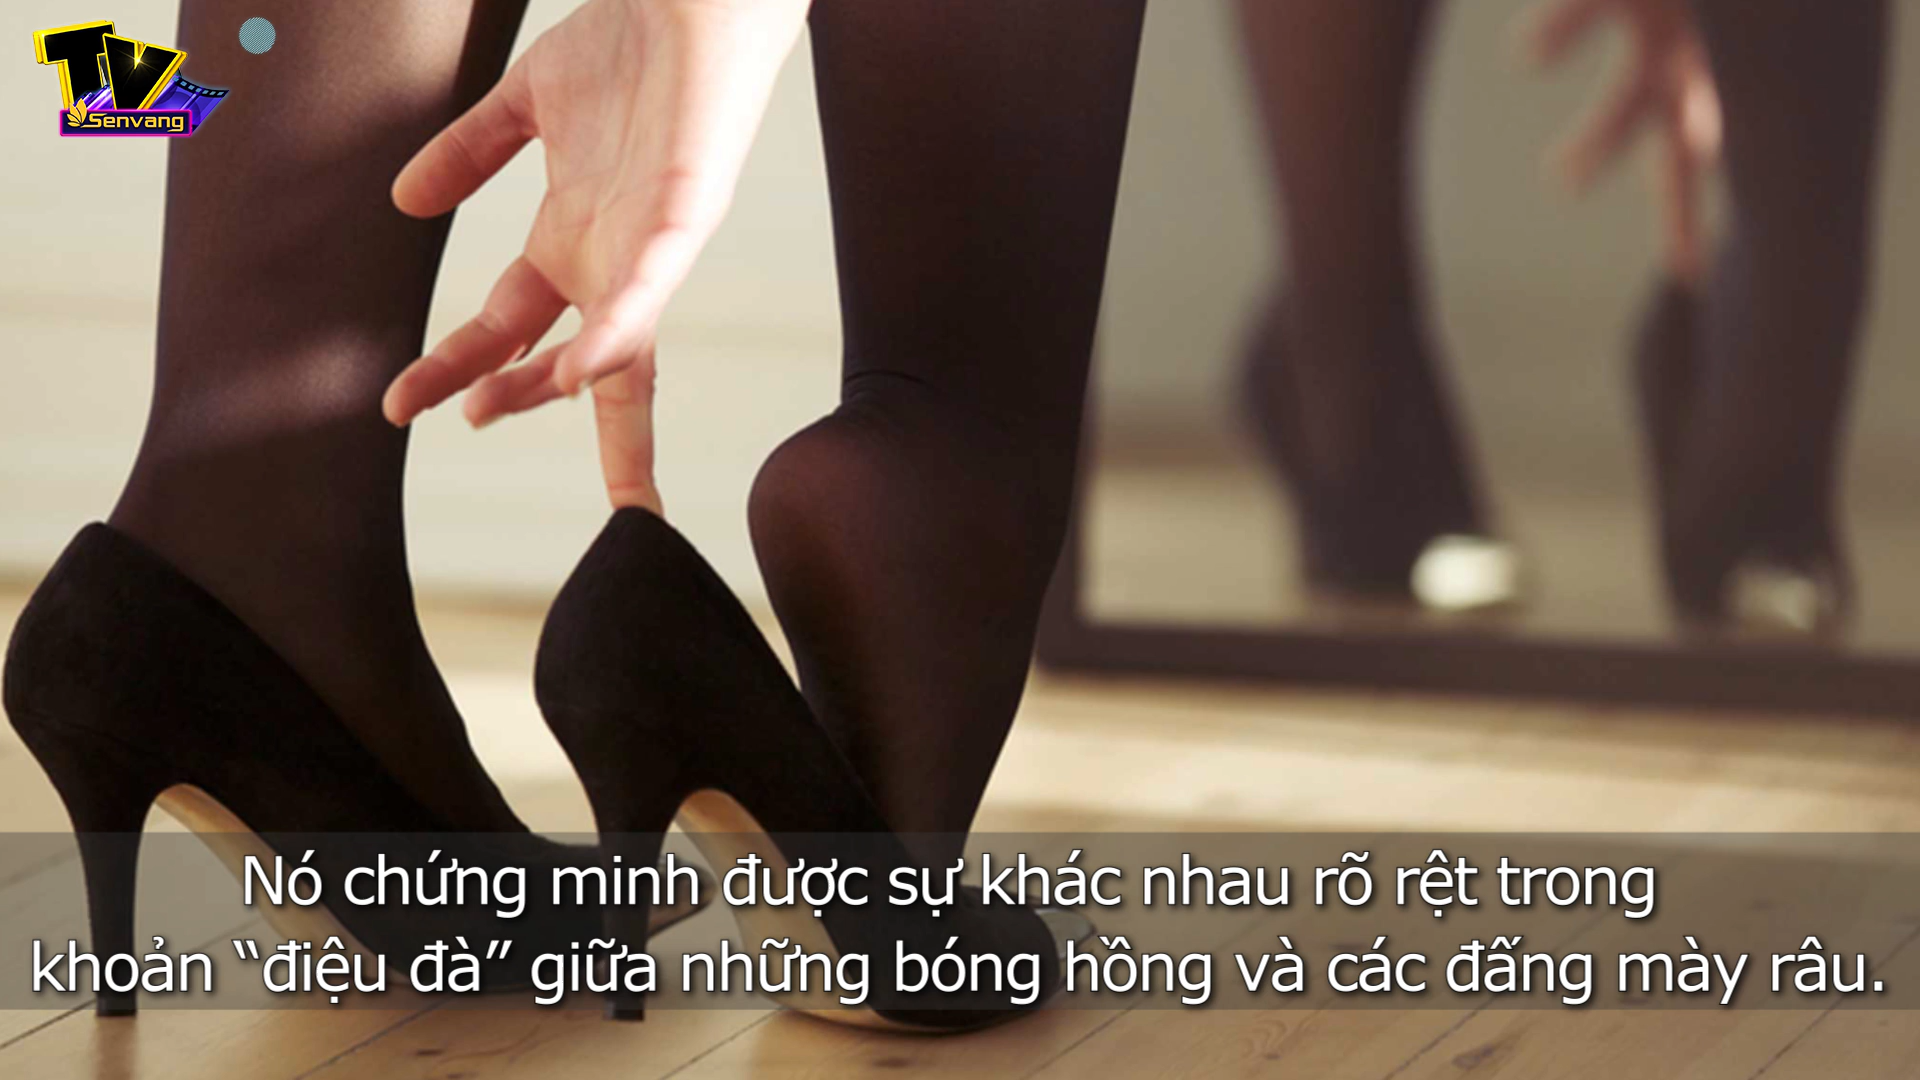 TV
Senvang
Nó chứng minh được sự khác nhau rõ rệt trong
khoản “điệu đà” giữa những bóng hồng và các đấng mày râu.